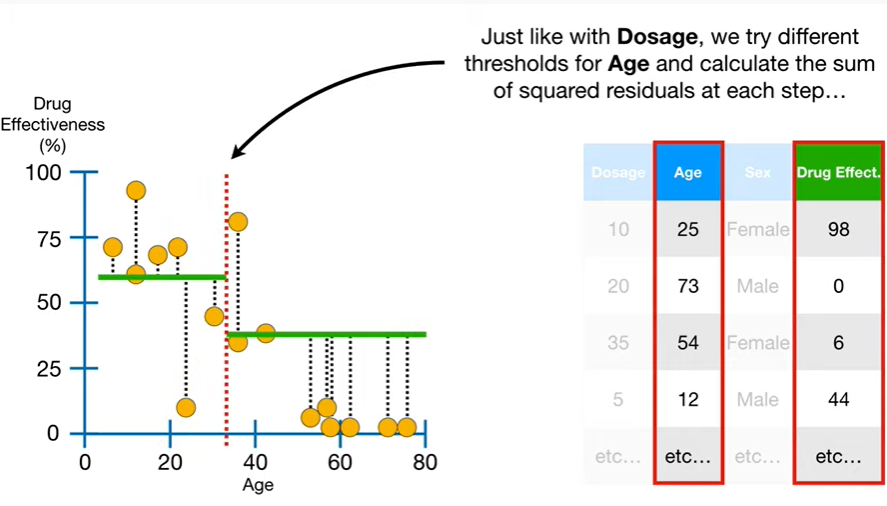 Just like with Dosage, we try different
thresholds for Age and calculate the sum
of squared residuals at each step…
Drug
Effectiveness
(%)
100
75
50
25
0
0 20 40 60 80
Age
Dosage Age Sex Drug Effect.
10 25 Female 98
20 73 Male 0
35 54 Female 6
5 12 Male 44
etc… etc… etc… etc…